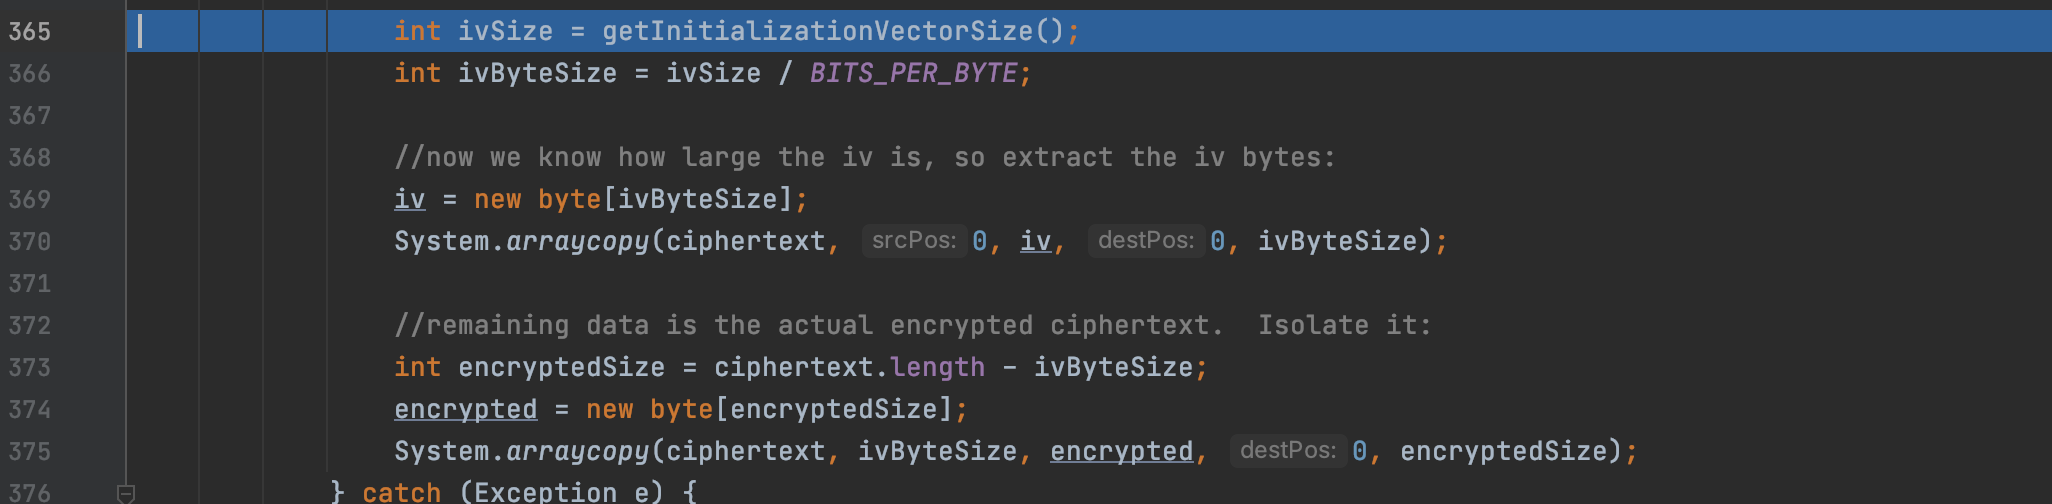 365 int ivSize = getInitializationVectorSize();
366 int ivByteSize = ivSize / BITS_PER_BYTE;
367
368 //now we know how large the iv is, so extract the iv bytes:
369 iv = new byte[ivByteSize];
370 System.arraycopy(ciphertext, srcPos: 0, iv, destPos: 0, ivByteSize);
371
372 //remaining data is the actual encrypted ciphertext.  Isolate it:
373 int encryptedSize = ciphertext.length - ivByteSize;
374 encrypted = new byte[encryptedSize];
375 System.arraycopy(ciphertext, ivByteSize, encrypted, destPos: 0, encryptedSize);
376 } catch (Exception e) {